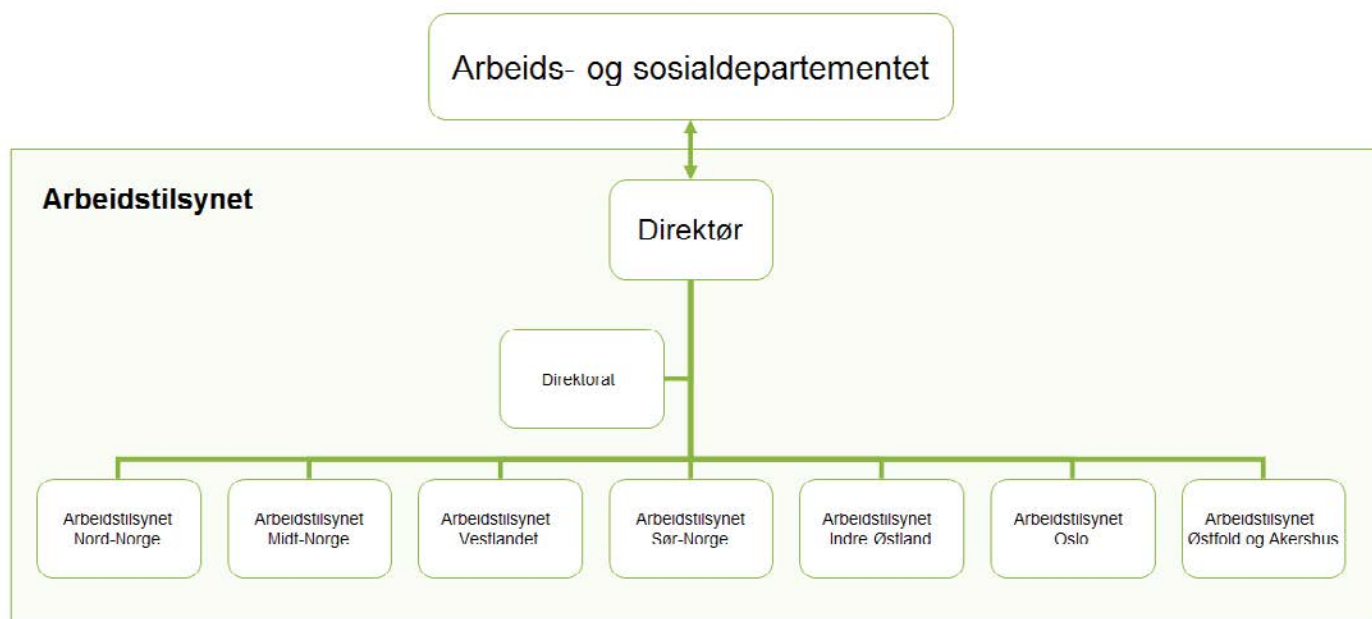 Arbeids- og sosialdepartementet
Arbeidstilsynet
Direktør
Direktorat
Arbeidstilsynet
Nord-Norge
Arbeidstilsynet
Midt-Norge
Arbeidstilsynet
Vestlandet
Arbeidstilsynet
Sør-Norge
Arbeidstilsynet
Indre Østland
Arbeidstilsynet
Oslo
Arbeidstilsynet
Østfold og Akershus